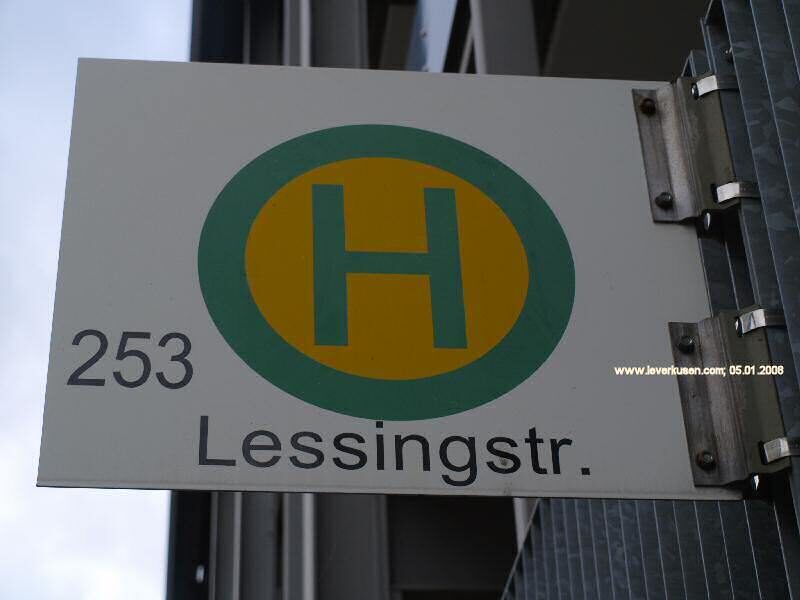 H
253
Lessingstr.
www.leverkusen.com; 05.01.2008